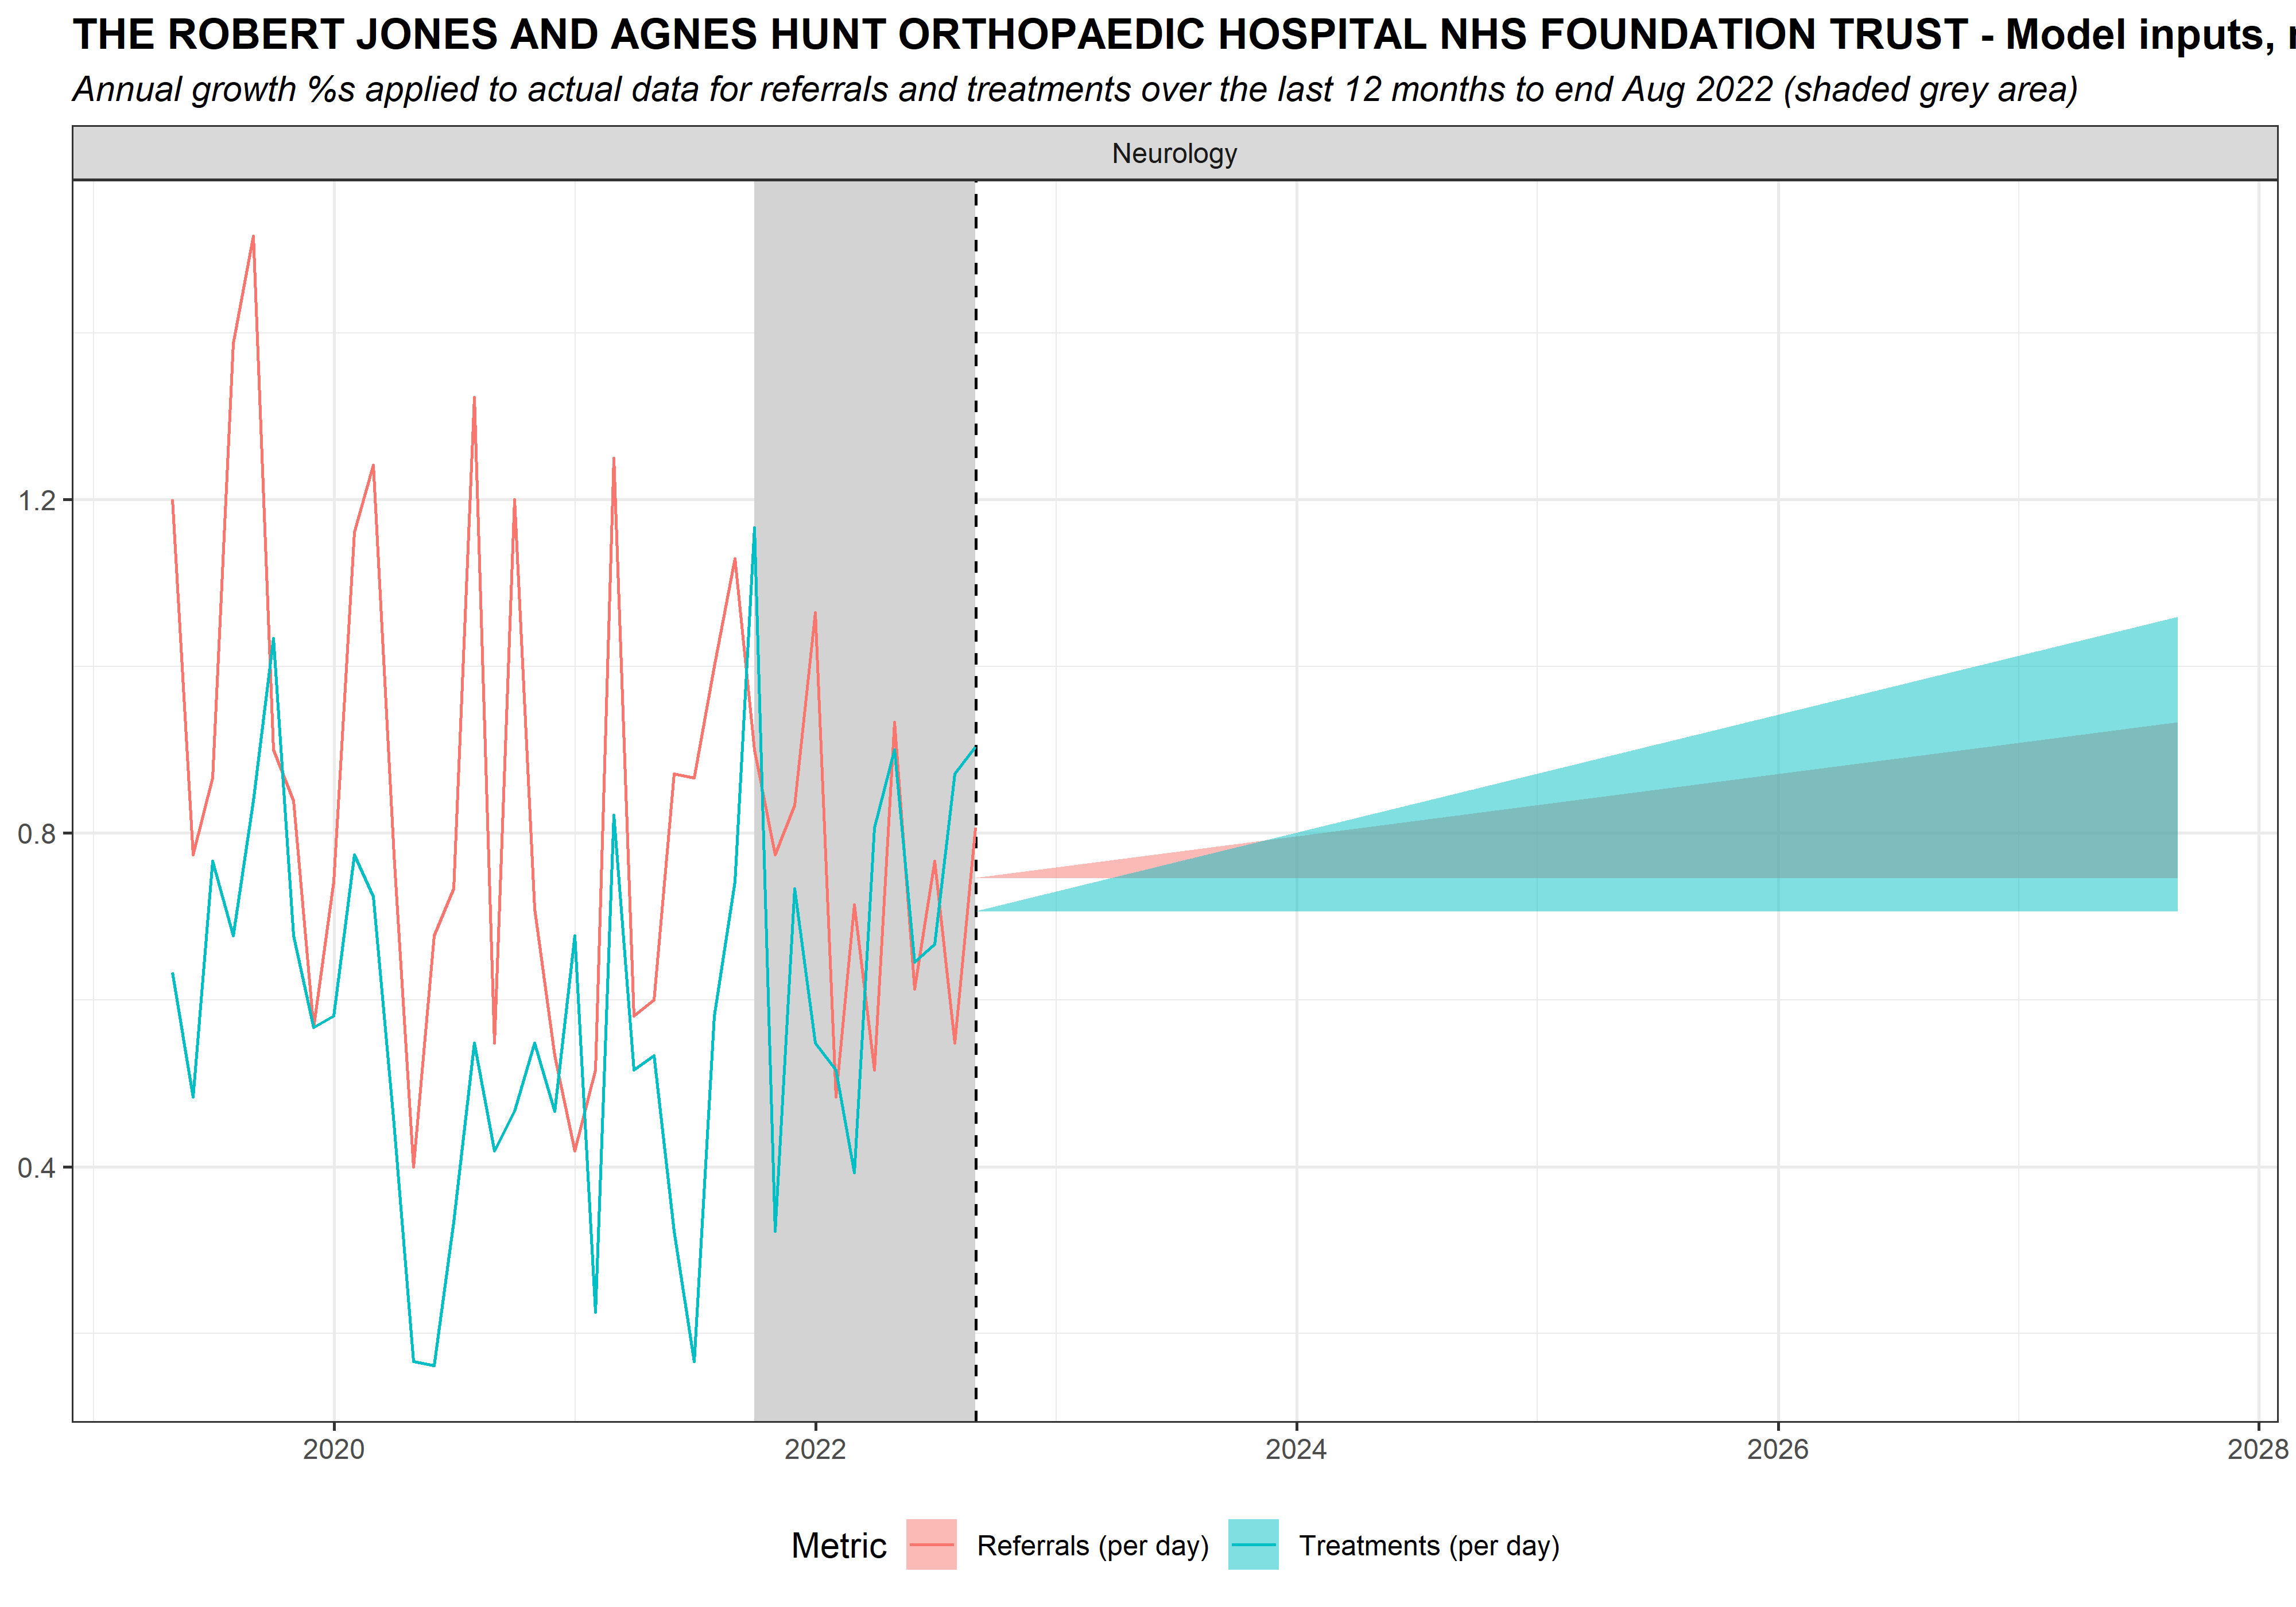 THE ROBERT JONES AND AGNES HUNT ORTHOPAEDIC HOSPITAL NHS FOUNDATION TRUST - Model inputs,
Annual growth %s applied to actual data for referrals and treatments over the last 12 months to end Aug 2022 (shaded grey area)
Neurology
1.2
0.8
0.4
2020 2022 2024 2026 2028
Metric Referrals (per day) Treatments (per day)